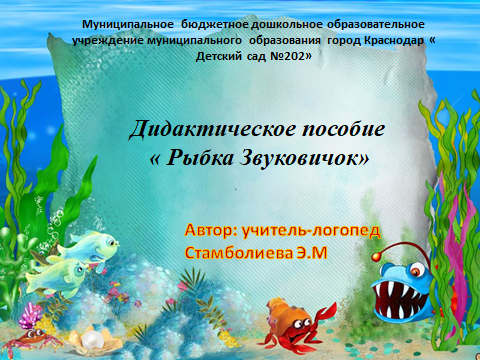 Муниципальное бюджетное дошкольное образовательное
учреждение муниципального образования город Краснодар «
Детский сад №202»
Дидактическое пособие
« Рыбка Звуковичок»
Автор: учитель-логопед
Стамболиева Э.М